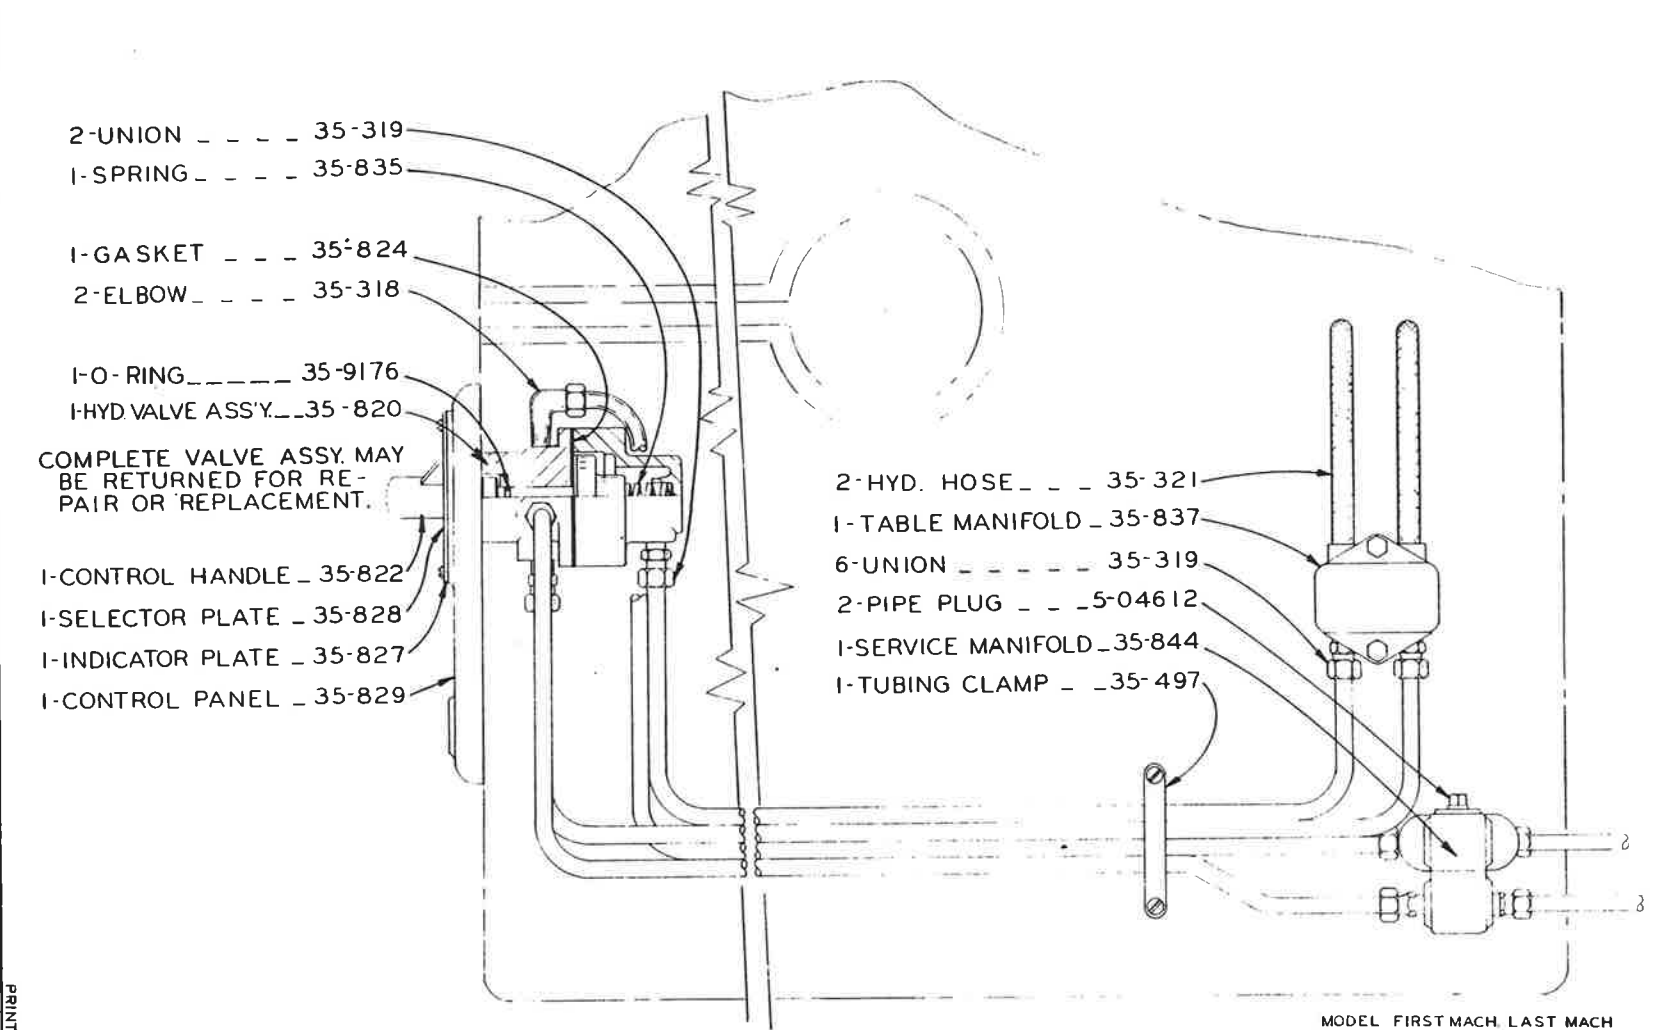 2-UNION _ _ _ _ 35-319
1-SPRING_ _ _ _ 35-835
1-GASKET _ _ _ 35-824
2-ELBOW_ _ _ _ 35-318
1-O-RING_____ 35-9176
1-HYD. VALVE ASS'Y.__35-820
COMPLETE VALVE ASSY. MAY
BE RETURNED FOR RE-
PAIR OR REPLACEMENT.
1-CONTROL HANDLE_ 35-822
1-SELECTOR PLATE _ 35-828
1-INDICATOR PLATE _ 35-827
1-CONTROL PANEL _ 35-829
2-HYD. HOSE_ _ _ 35-321
1-TABLE MANIFOLD _ 35-837
6-UNION _ _ _ _ _ 35-319
2-PIPE PLUG _ _ _5-04612
1-SERVICE MANIFOLD_35-844
1-TUBING CLAMP _ _35-497
MODEL FIRST MACH. LAST MACH
PRINT